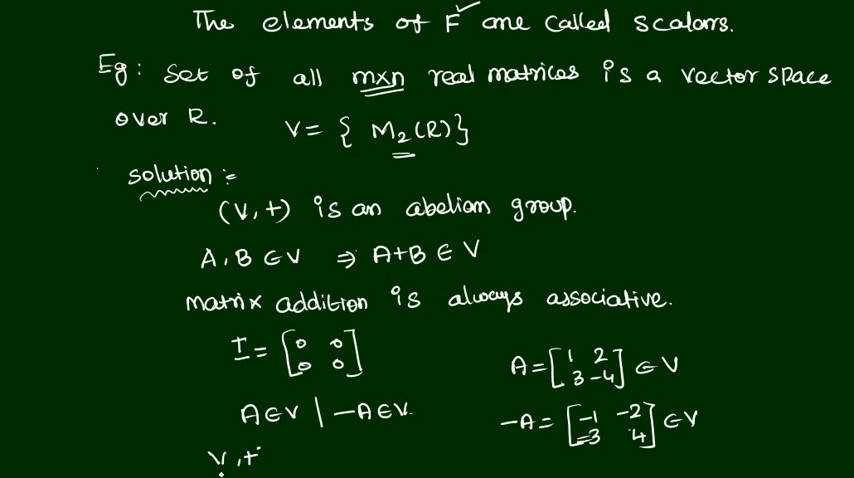 The elements of F are called scalars.
Eg: Set of all mxn real matrices is a vector space
over R. V = { M₂(R)}
Solution :-
(V, +) is an abelian group.
A, B ∈ V ⇒ A+B ∈ V
matrix addition is always associative.
I = [0 0
0 0]
A = [1 2
3 -4] ∈ V
A ∈ V | -A ∈ V.
-A = [-1 -2
-3 4] ∈ V
V, +